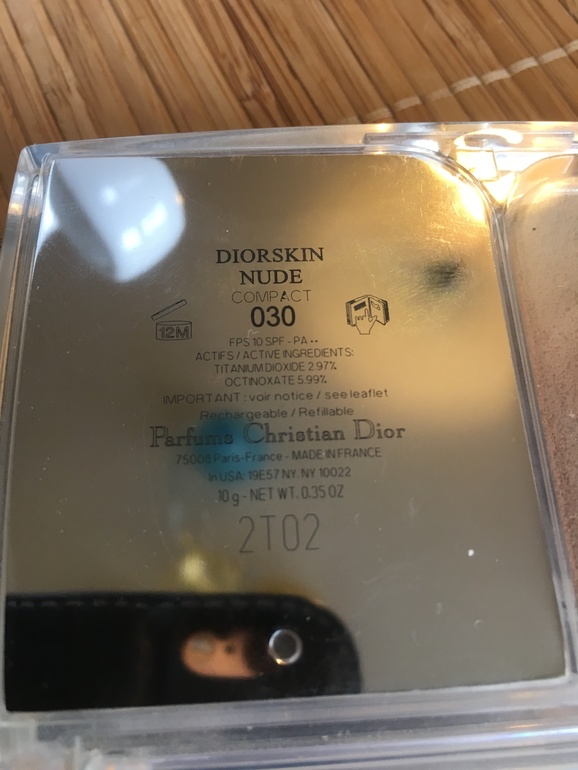 DIORSKIN
NUDE
COMPACT
030
12M
FPS 10 SPF - PA ++
ACTIFS / ACTIVE INGREDIENTS:
TITANIUM DIOXIDE 2.97%
OCTINOXATE 5.99%
IMPORTANT : voir notice / see leaflet
Rechargeable / Refillable
Parfums Christian Dior
75008 Paris-France - MADE IN FRANCE
In USA: 19E57 NY. NY 10022
10 g - NET WT. 0.35 OZ
2T02